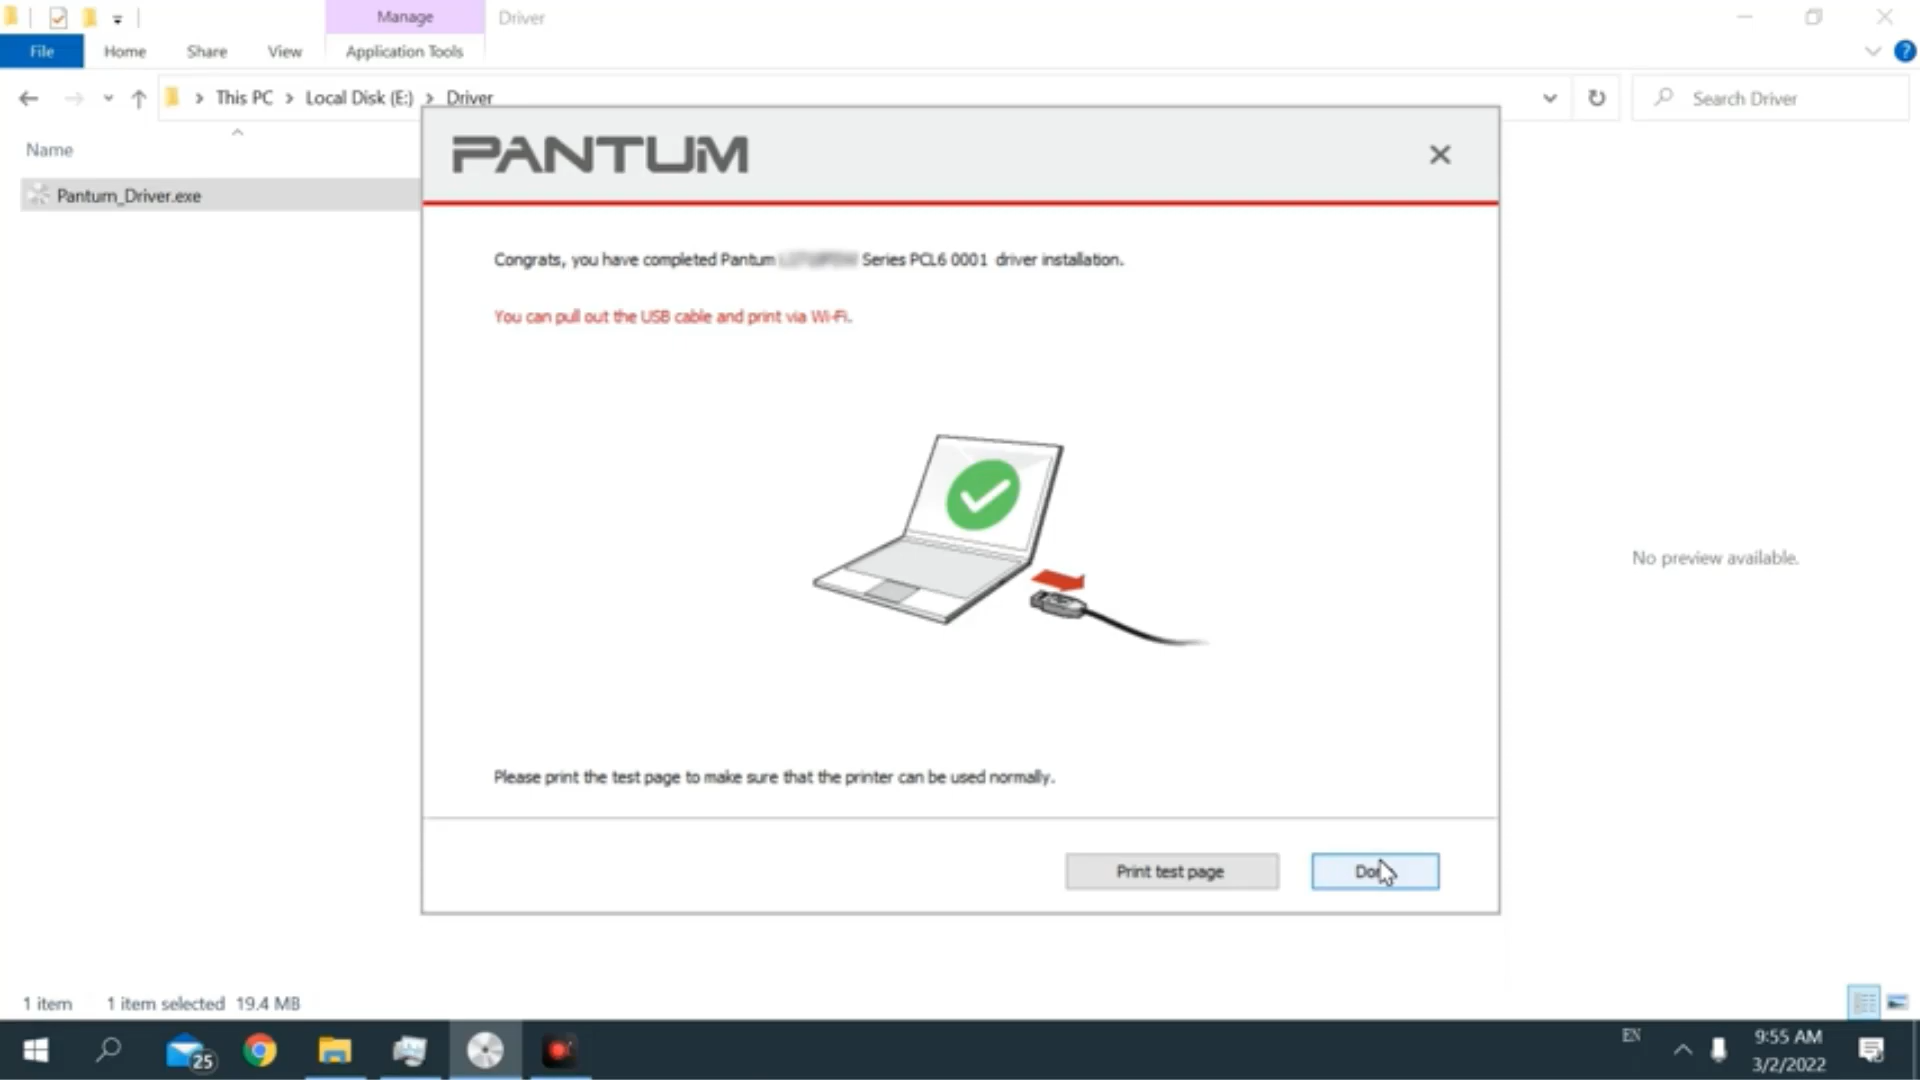 Manage
Driver
File
Home
Share
View
Application Tools
This PC
Local Disk (E:)
Driver
Search Driver
Name
Pantum_Driver.exe
PANTUM
Congrats, you have completed Pantum Series PCL6 0001 driver installation.
You can pull out the USB cable and print via Wi-Fi.
No preview available.
Please print the test page to make sure that the printer can be used normally.
Print test page
1 item
1 item selected 19.4 MB
25
EN
9:55 AM
3/2/2022
3